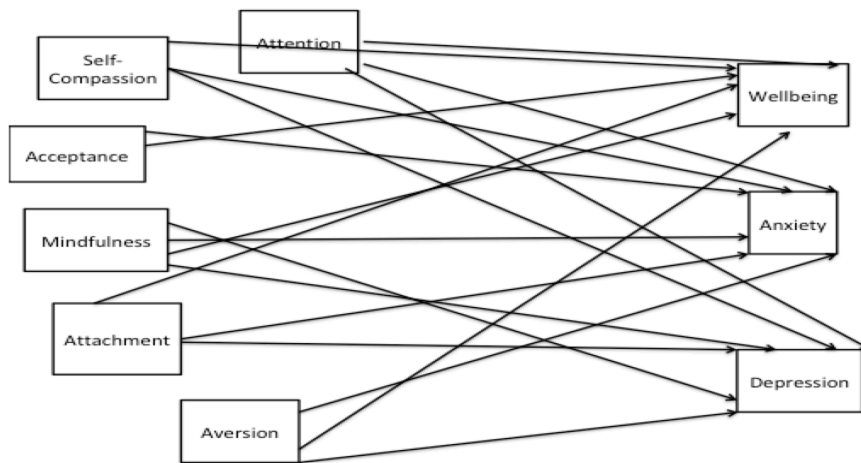 Attention
Self-
Compassion
Wellbeing
Acceptance
Anxiety
Mindfulness
Attachment
Depression
Aversion